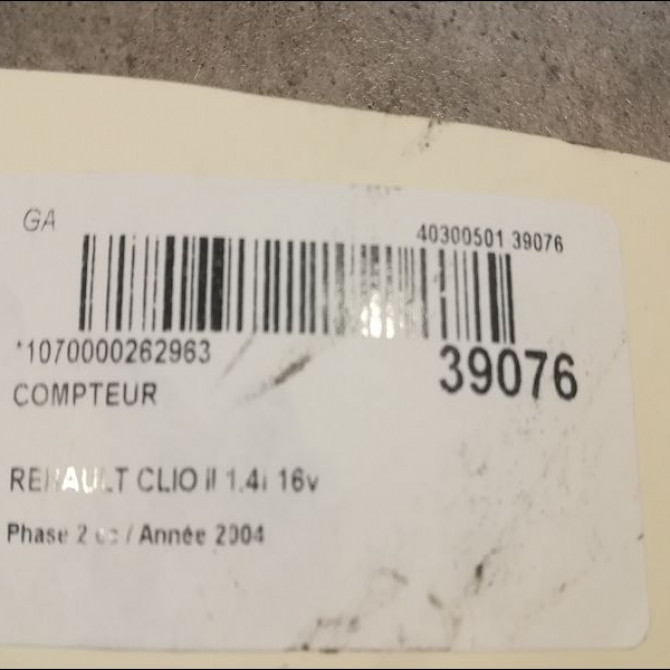 GA
40300501 39076
*1070000262963
39076
COMPTEUR
RENAULT CLIO II 1.4i 16v
Phase 2 / Année 2004